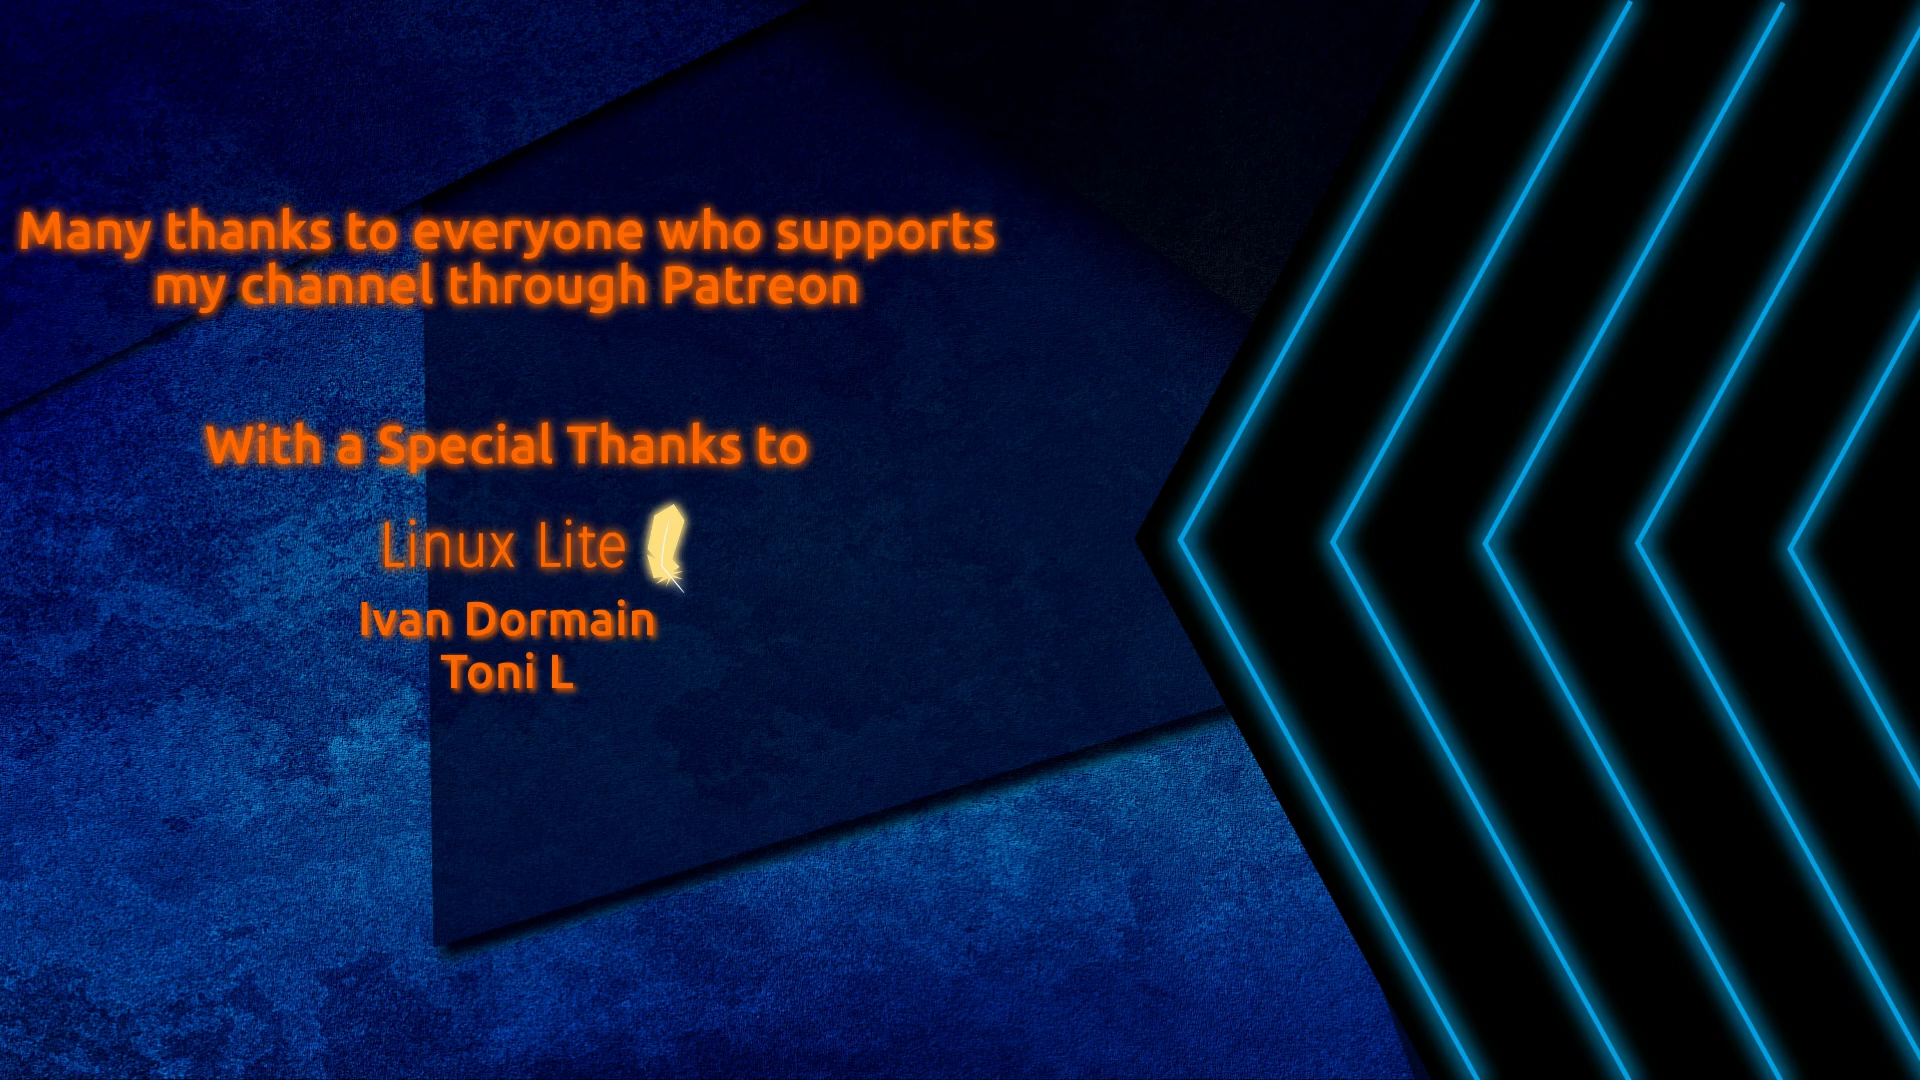 Many thanks to everyone who supports
my channel through Patreon
With a Special Thanks to
Linux Lite
Ivan Dormain
Toni L